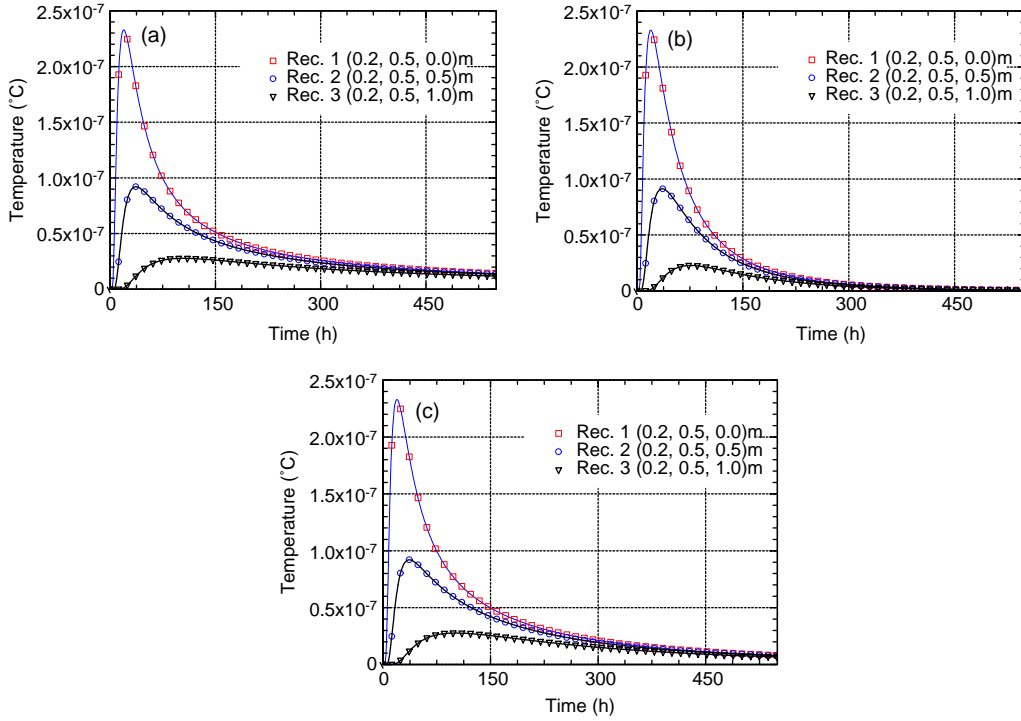 (a)
Rec. 1 (0.2, 0.5, 0.0)m
Rec. 2 (0.2, 0.5, 0.5)m
Rec. 3 (0.2, 0.5, 1.0)m
Temperature (˚C)
2.5x10-7
2.0x10-7
1.5x10-7
1.0x10-7
0.5x10-7
0
0 150 300 450
Time (h)
(b)
Rec. 1 (0.2, 0.5, 0.0)m
Rec. 2 (0.2, 0.5, 0.5)m
Rec. 3 (0.2, 0.5, 1.0)m
Temperature (˚C)
2.5x10-7
2.0x10-7
1.5x10-7
1.0x10-7
0.5x10-7
0
0 150 300 450
Time (h)
(c)
Rec. 1 (0.2, 0.5, 0.0)m
Rec. 2 (0.2, 0.5, 0.5)m
Rec. 3 (0.2, 0.5, 1.0)m
Temperature (˚C)
2.5x10-7
2.0x10-7
1.5x10-7
1.0x10-7
0.5x10-7
0
0 150 300 450
Time (h)